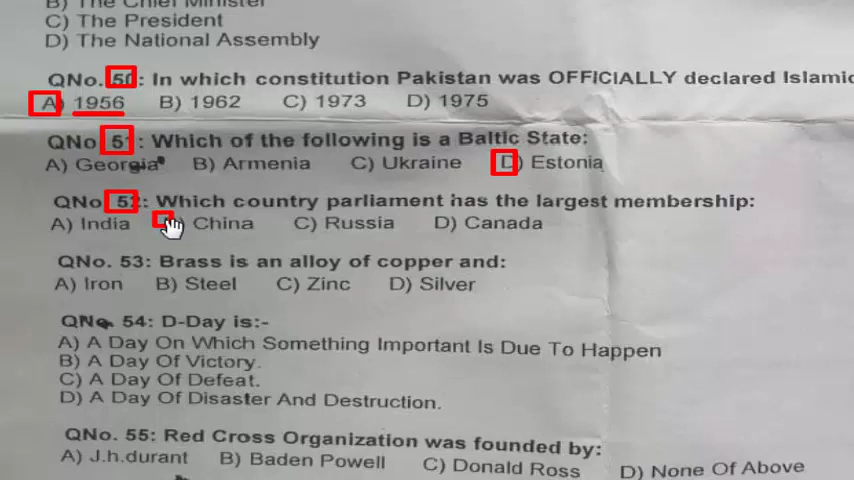 B) The Chief Minister
C) The President
D) The National Assembly
QNo. 50: In which constitution Pakistan was OFFICIALLY declared Islamic
A) 1956 B) 1962 C) 1973 D) 1975
QNo. 51: Which of the following is a Baltic State:
A) Georgia B) Armenia C) Ukraine D) Estonia
QNo. 52: Which country parliament has the largest membership:
A) India China C) Russia D) Canada
QNo. 53: Brass is an alloy of copper and:
A) Iron B) Steel C) Zinc D) Silver
QNo. 54: D-Day is:-
A) A Day On Which Something Important Is Due To Happen
B) A Day Of Victory.
C) A Day Of Defeat.
D) A Day Of Disaster And Destruction.
QNo. 55: Red Cross Organization was founded by:
A) J.h.durant B) Baden Powell C) Donald Ross D) None Of Above